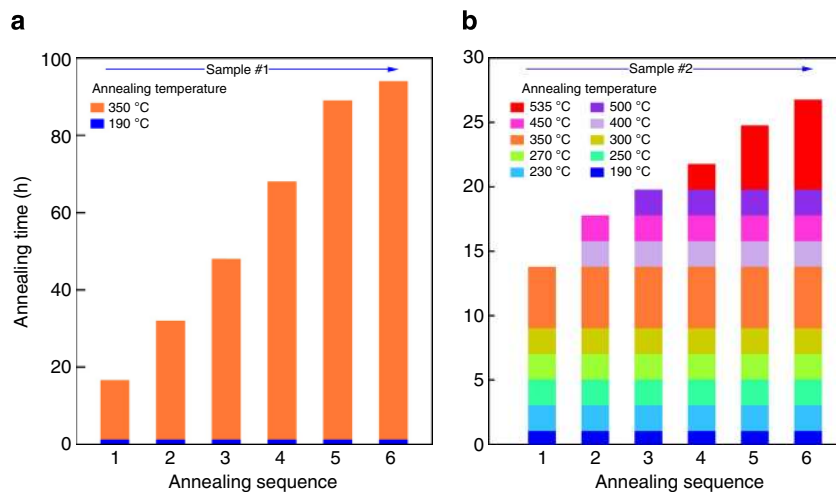 a
Sample #1
Annealing temperature
350 °C
190 °C
100
80
60
40
20
0
Annealing time (h)
1 2 3 4 5 6
Annealing sequence
b
Sample #2
Annealing temperature
535 °C 500 °C
450 °C 400 °C
350 °C 300 °C
270 °C 250 °C
230 °C 190 °C
30
25
20
15
10
5
0
1 2 3 4 5 6
Annealing sequence